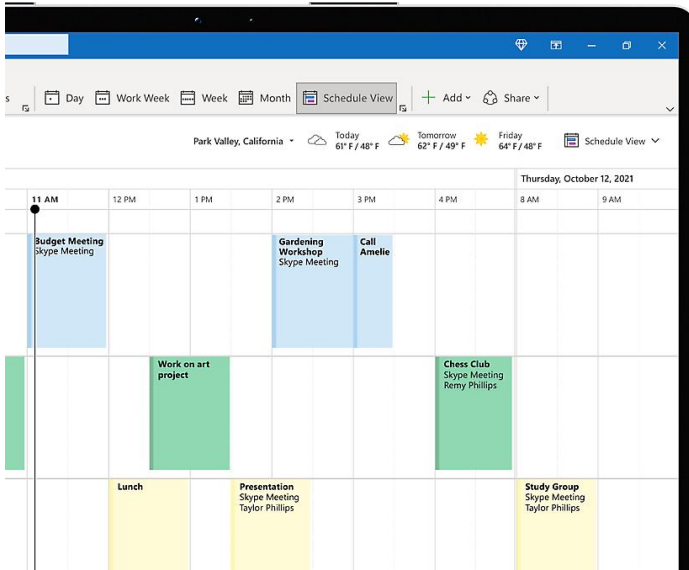 s
Day Work Week Week Month Schedule View Add Share
Park Valley, California
Today
61° F / 48° F
Tomorrow
62° F / 49° F
Friday
64° F / 48° F
Schedule View
Thursday, October 12, 2021
11 AM 12 PM 1 PM 2 PM 3 PM 4 PM 8 AM 9 AM
Budget Meeting
Skype Meeting
Gardening
Workshop
Skype Meeting
Call
Amelie
Work on art
project
Chess Club
Skype Meeting
Remy Phillips
Lunch
Presentation
Skype Meeting
Taylor Phillips
Study Group
Skype Meeting
Taylor Phillips